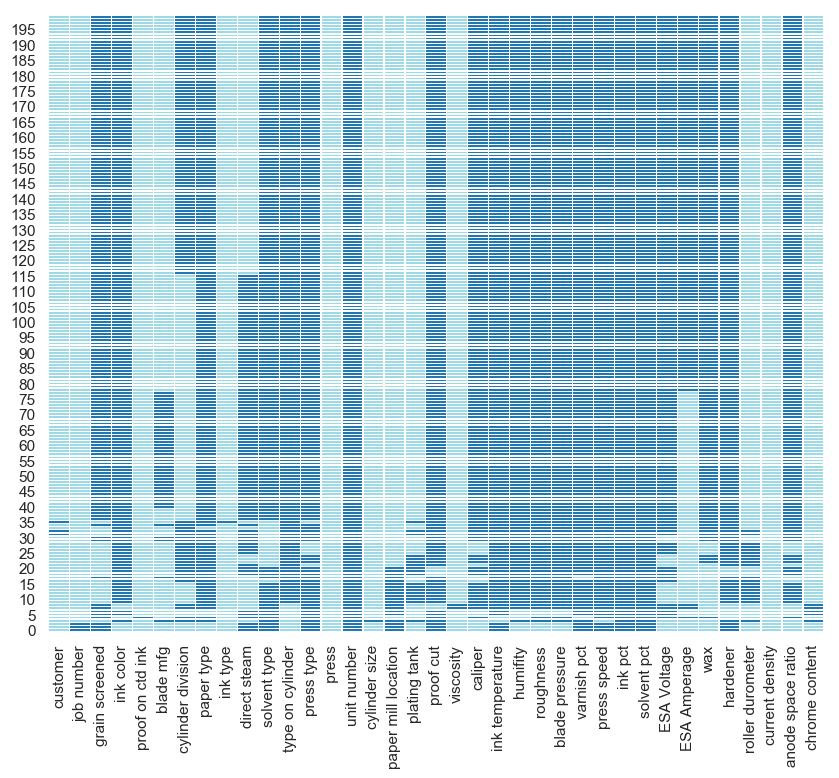 195
190
185
180
175
170
165
160
155
150
145
140
135
130
125
120
115
110
105
100
95
90
85
80
75
70
65
60
55
50
45
40
35
30
25
20
15
10
5
0
customer
job number
grain screened
ink color
proof on ctd ink
blade mfg
cylinder division
paper type
ink type
direct steam
solvent type
type on cylinder
press type
press
unit number
cylinder size
paper mill location
plating tank
proof cut
viscosity
caliper
ink temperature
humifity
roughness
blade pressure
varnish pct
press speed
ink pct
solvent pct
ESA Voltage
ESA Amperage
wax
hardener
roller durometer
current density
anode space ratio
chrome content